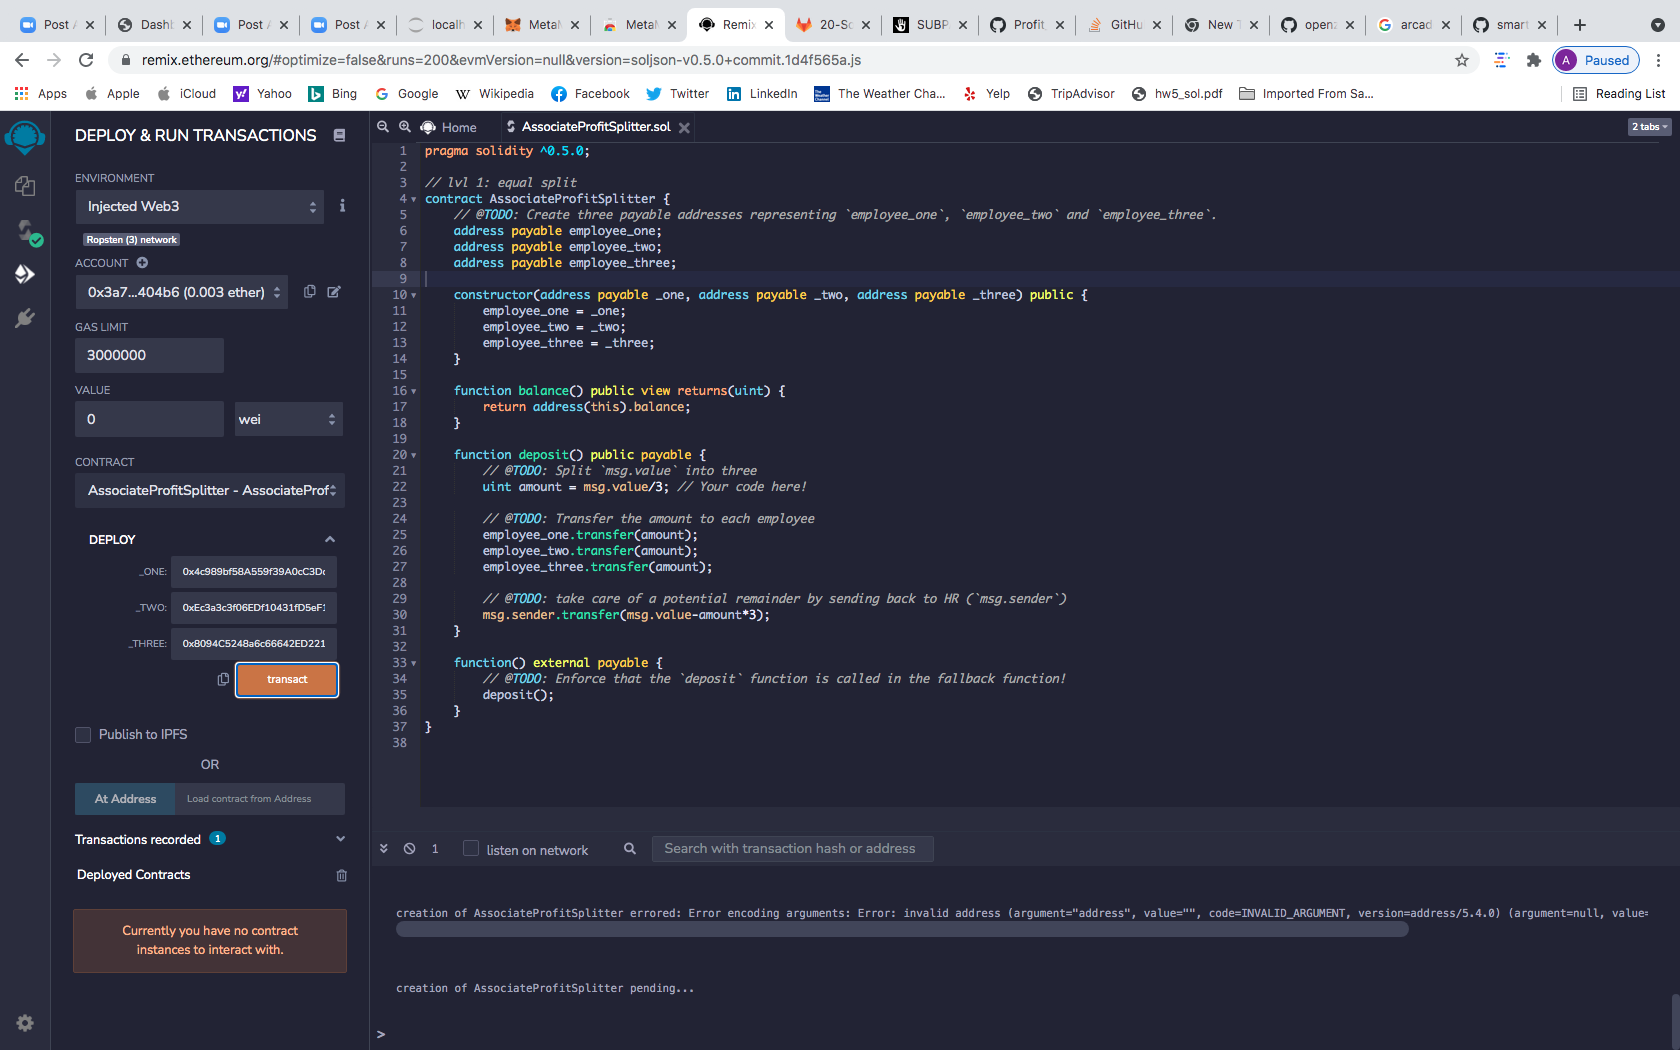 Post A
Dashb
Post A
Post A
localh
MetaM
MetaM
Remix
20-So
SUBP
Profit
GitHu
New T
openz
arcad
smart
remix.ethereum.org/#optimize=false&runs=200&evmVersion=null&version=soljson-v0.5.0+commit.1d4f565a.js
A Paused
Apps
Apple
iCloud
Yahoo
Bing
Google
Wikipedia
Facebook
Twitter
LinkedIn
The Weather Cha...
Yelp
TripAdvisor
hw5_sol.pdf
Imported From Sa...
Reading List
DEPLOY & RUN TRANSACTIONS
ENVIRONMENT
Injected Web3
Ropsten (3) network
ACCOUNT
0x3a7...404b6 (0.003 ether)
GAS LIMIT
3000000
VALUE
0
wei
CONTRACT
AssociateProfitSplitter - AssociateProf
DEPLOY
_ONE: 0x4c989bf58A559f39A0cC3Dc
_TWO: 0xEc3a3c3f06EDf10431fD5eF1
_THREE: 0x8094C5248a6c66642ED221
transact
Publish to IPFS
OR
At Address
Load contract from Address
Transactions recorded 1
Deployed Contracts
Currently you have no contract
instances to interact with.
Home
AssociateProfitSplitter.sol
2 tabs
1 pragma solidity ^0.5.0;
2
3 // lvl 1: equal split
4 contract AssociateProfitSplitter {
5 // @TODO: Create three payable addresses representing `employee_one`, `employee_two` and `employee_three`.
6 address payable employee_one;
7 address payable employee_two;
8 address payable employee_three;
9
10 constructor(address payable _one, address payable _two, address payable _three) public {
11 employee_one = _one;
12 employee_two = _two;
13 employee_three = _three;
14 }
15
16 function balance() public view returns(uint) {
17 return address(this).balance;
18 }
19
20 function deposit() public payable {
21 // @TODO: Split `msg.value` into three
22 uint amount = msg.value/3; // Your code here!
23
24 // @TODO: Transfer the amount to each employee
25 employee_one.transfer(amount);
26 employee_two.transfer(amount);
27 employee_three.transfer(amount);
28
29 // @TODO: take care of a potential remainder by sending back to HR (`msg.sender`)
30 msg.sender.transfer(msg.value-amount*3);
31 }
32
33 function() external payable {
34 // @TODO: Enforce that the `deposit` function is called in the fallback function!
35 deposit();
36 }
37 }
38
1
listen on network
Search with transaction hash or address
creation of AssociateProfitSplitter errored: Error encoding arguments: Error: invalid address (argument="address", value="", code=INVALID_ARGUMENT, version=address/5.4.0) (argument=null, value=
creation of AssociateProfitSplitter pending...
>